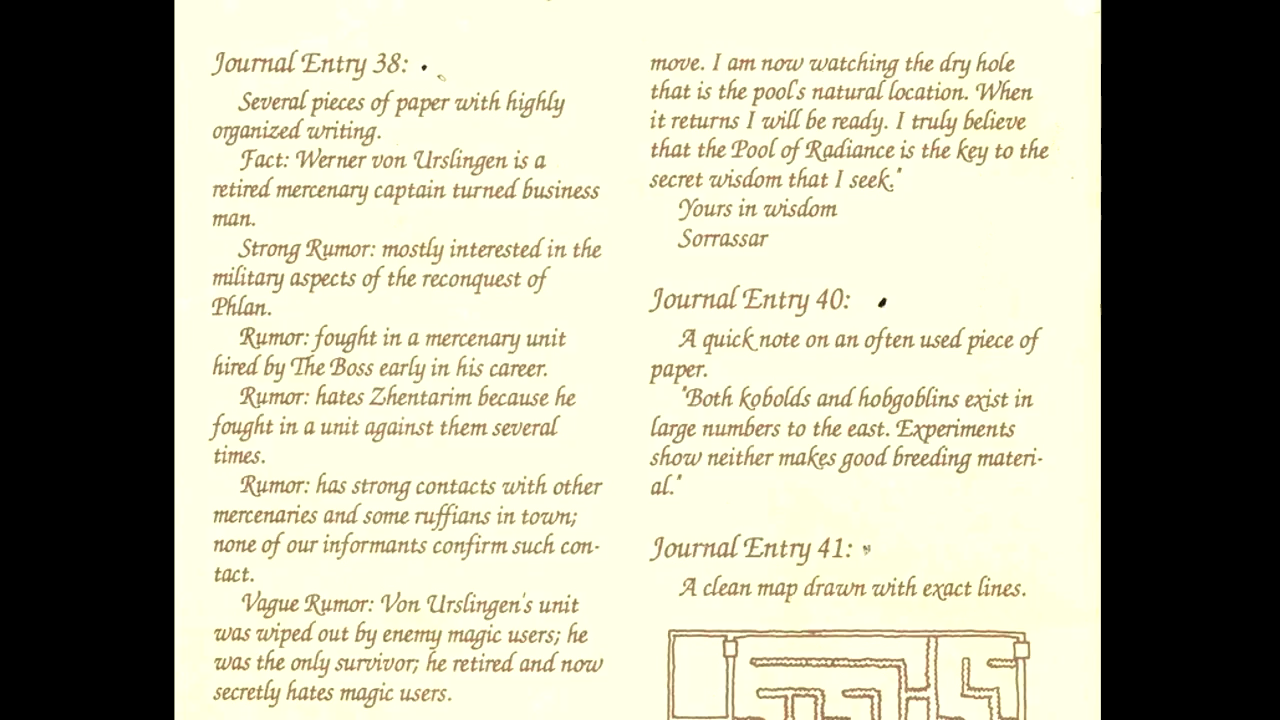 Journal Entry 38:
Several pieces of paper with highly
organized writing.
Fact: Werner von Urslingen is a
retired mercenary captain turned business
man.
Strong Rumor: mostly interested in the
military aspects of the reconquest of
Phlan.
Rumor: fought in a mercenary unit
hired by The Boss early in his career.
Rumor: hates Zhentarim because he
fought in a unit against them several
times.
Rumor: has strong contacts with other
mercenaries and some ruffians in town;
none of our informants confirm such con-
tact.
Vague Rumor: Von Urslingen's unit
was wiped out by enemy magic users; he
was the only survivor; he retired and now
secretly hates magic users.
move. I am now watching the dry hole
that is the pool's natural location. When
it returns I will be ready. I truly believe
that the Pool of Radiance is the key to the
secret wisdom that I seek."
Yours in wisdom
Sorrassar
Journal Entry 40:
A quick note on an often used piece of
paper.
"Both kobolds and hobgoblins exist in
large numbers to the east. Experiments
show neither makes good breeding materi-
al."
Journal Entry 41:
A clean map drawn with exact lines.